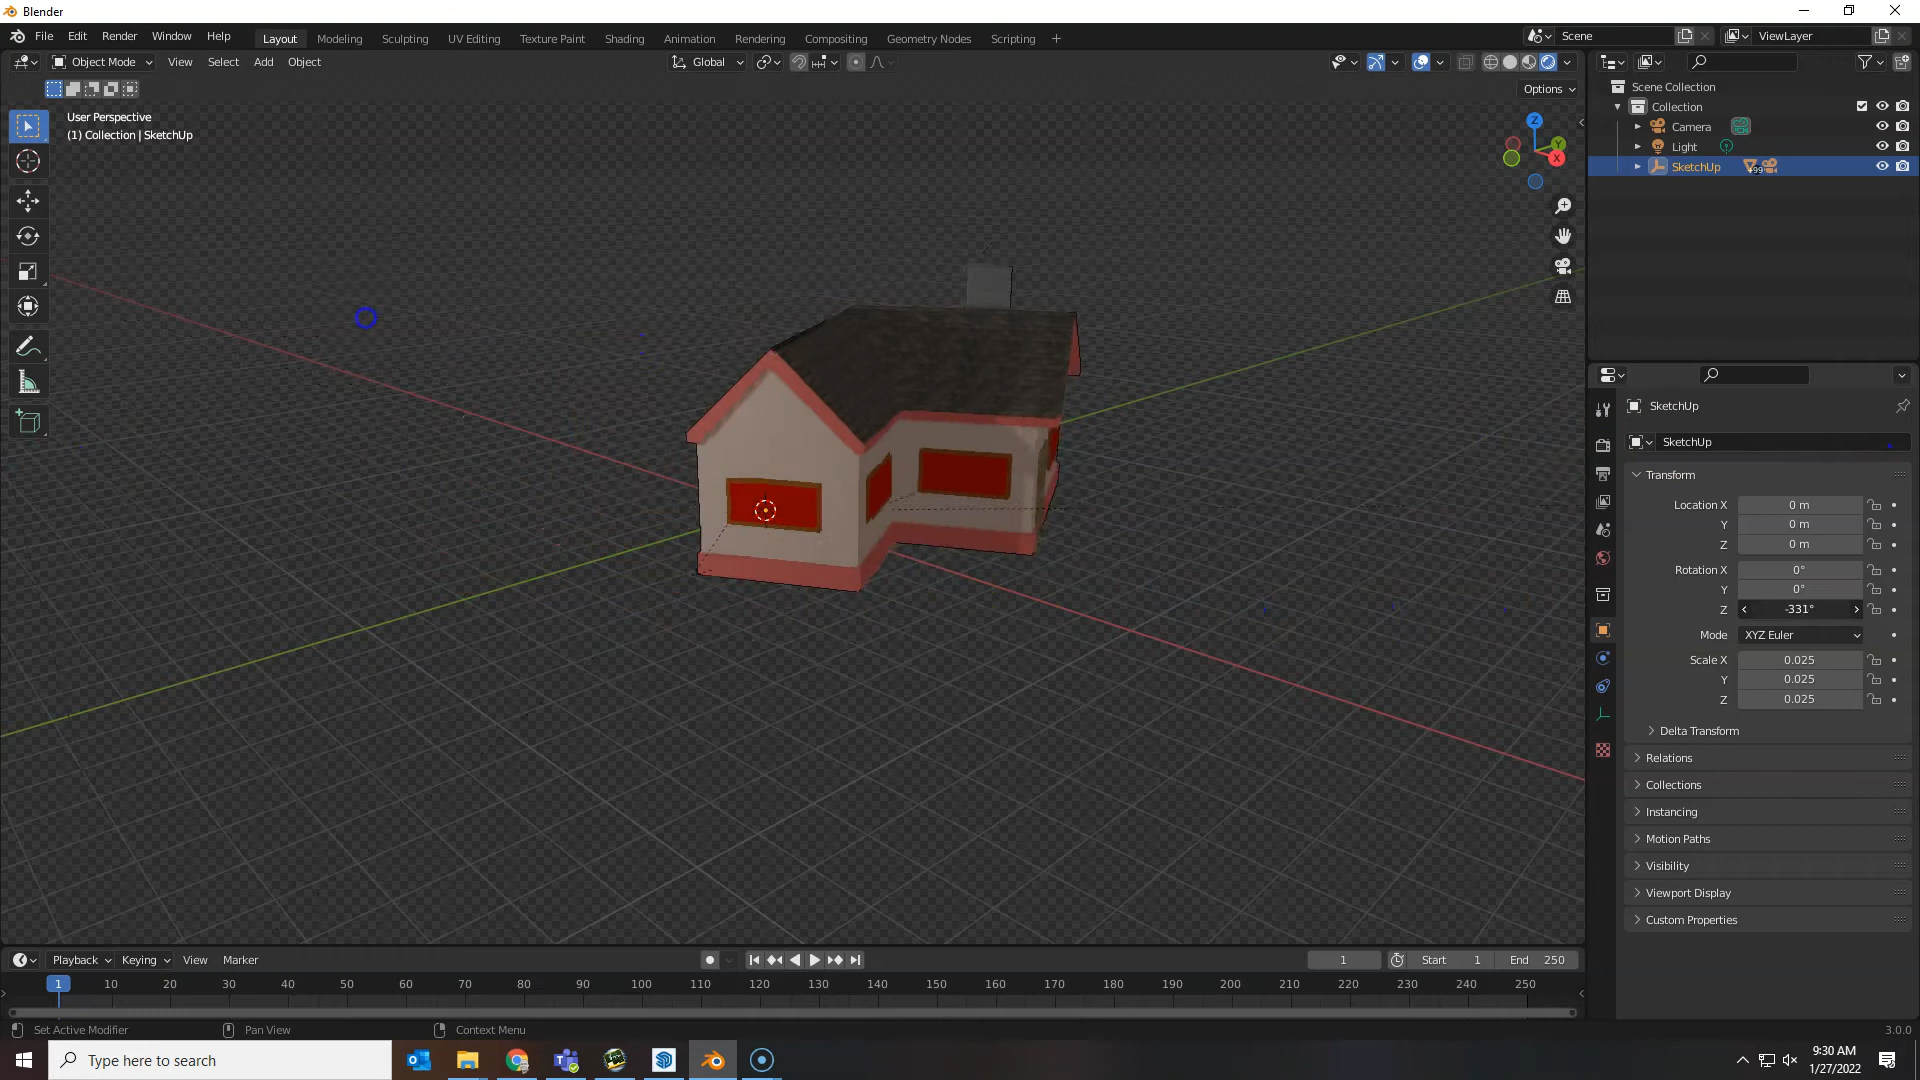 Blender
File Edit Render Window Help Layout Modeling Sculpting UV Editing Texture Paint Shading Animation Rendering Compositing Geometry Nodes Scripting + Scene ViewLayer
Object Mode View Select Add Object Global
Options
User Perspective
(1) Collection | SketchUp
Z
Y
X
Scene Collection
Collection
Camera
Light
SketchUp +99
SketchUp
SketchUp
Transform
Location X 0 m
Y 0 m
Z 0 m
Rotation X 0°
Y 0°
Z -331°
Mode XYZ Euler
Scale X 0.025
Y 0.025
Z 0.025
Delta Transform
Relations
Collections
Instancing
Motion Paths
Visibility
Viewport Display
Custom Properties
Playback Keying View Marker 1 Start 1 End 250
1 10 20 30 40 50 60 70 80 90 100 110 120 130 140 150 160 170 180 190 200 210 220 230 240 250
Set Active Modifier Pan View Context Menu 3.0.0
Type here to search
9:30 AM
1/27/2022